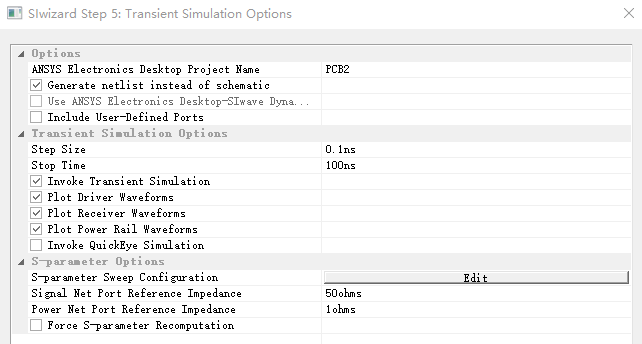 SIwizard Step 5: Transient Simulation Options
Options
ANSYS Electronics Desktop Project Name PCB2
Generate netlist instead of schematic
Use ANSYS Electronics Desktop-SIwave Dyna...
Include User-Defined Ports
Transient Simulation Options
Step Size 0.1ns
Stop Time 100ns
Invoke Transient Simulation
Plot Driver Waveforms
Plot Receiver Waveforms
Plot Power Rail Waveforms
Invoke QuickEye Simulation
S-parameter Options
S-parameter Sweep Configuration Edit
Signal Net Port Reference Impedance 50ohms
Power Net Port Reference Impedance 1ohms
Force S-parameter Recomputation